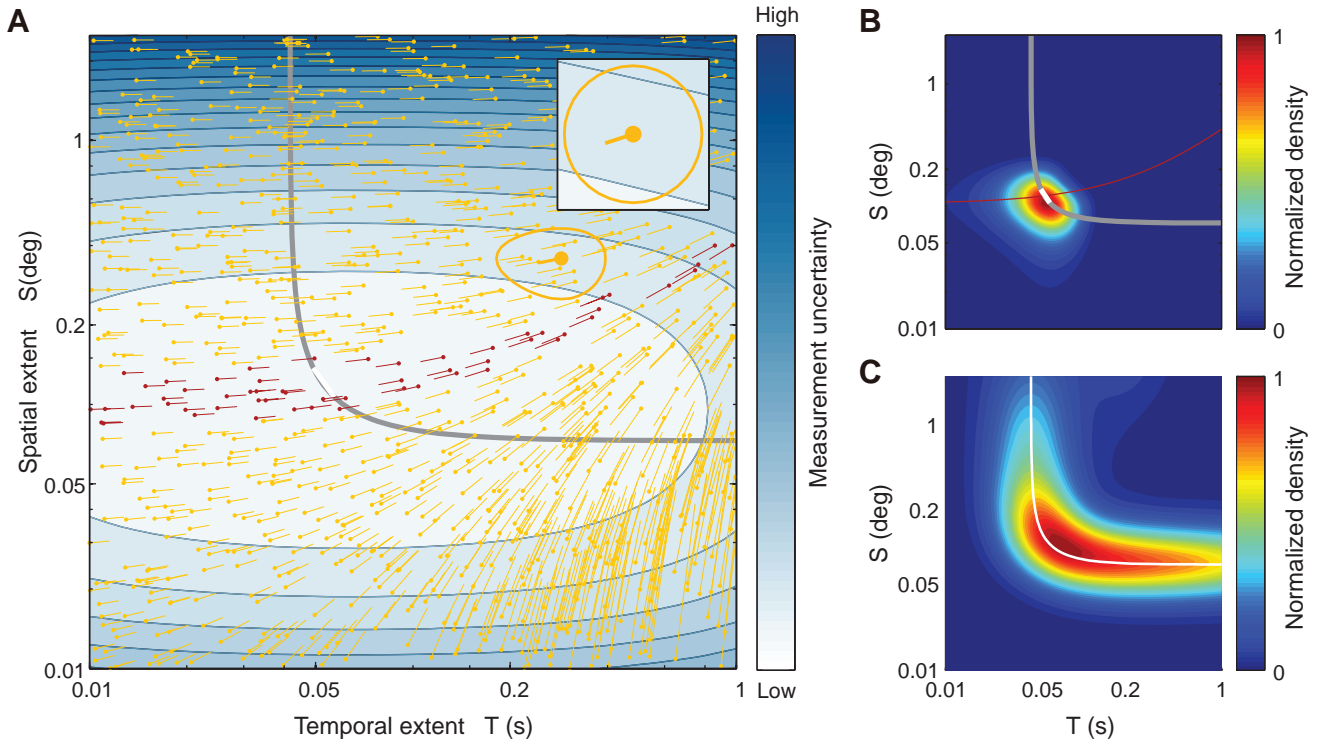 A
High
1
0.2
0.05
0.01
Spatial extent S(deg)
0.01
0.05
0.2
1
Temporal extent T (s)
Measurement uncertainty
Low
B
1
0.2
0.05
0.01
S (deg)
1
0
Normalized density
C
1
0.2
0.05
0.01
S (deg)
0.01
0.05
0.2
1
T (s)
1
0
Normalized density